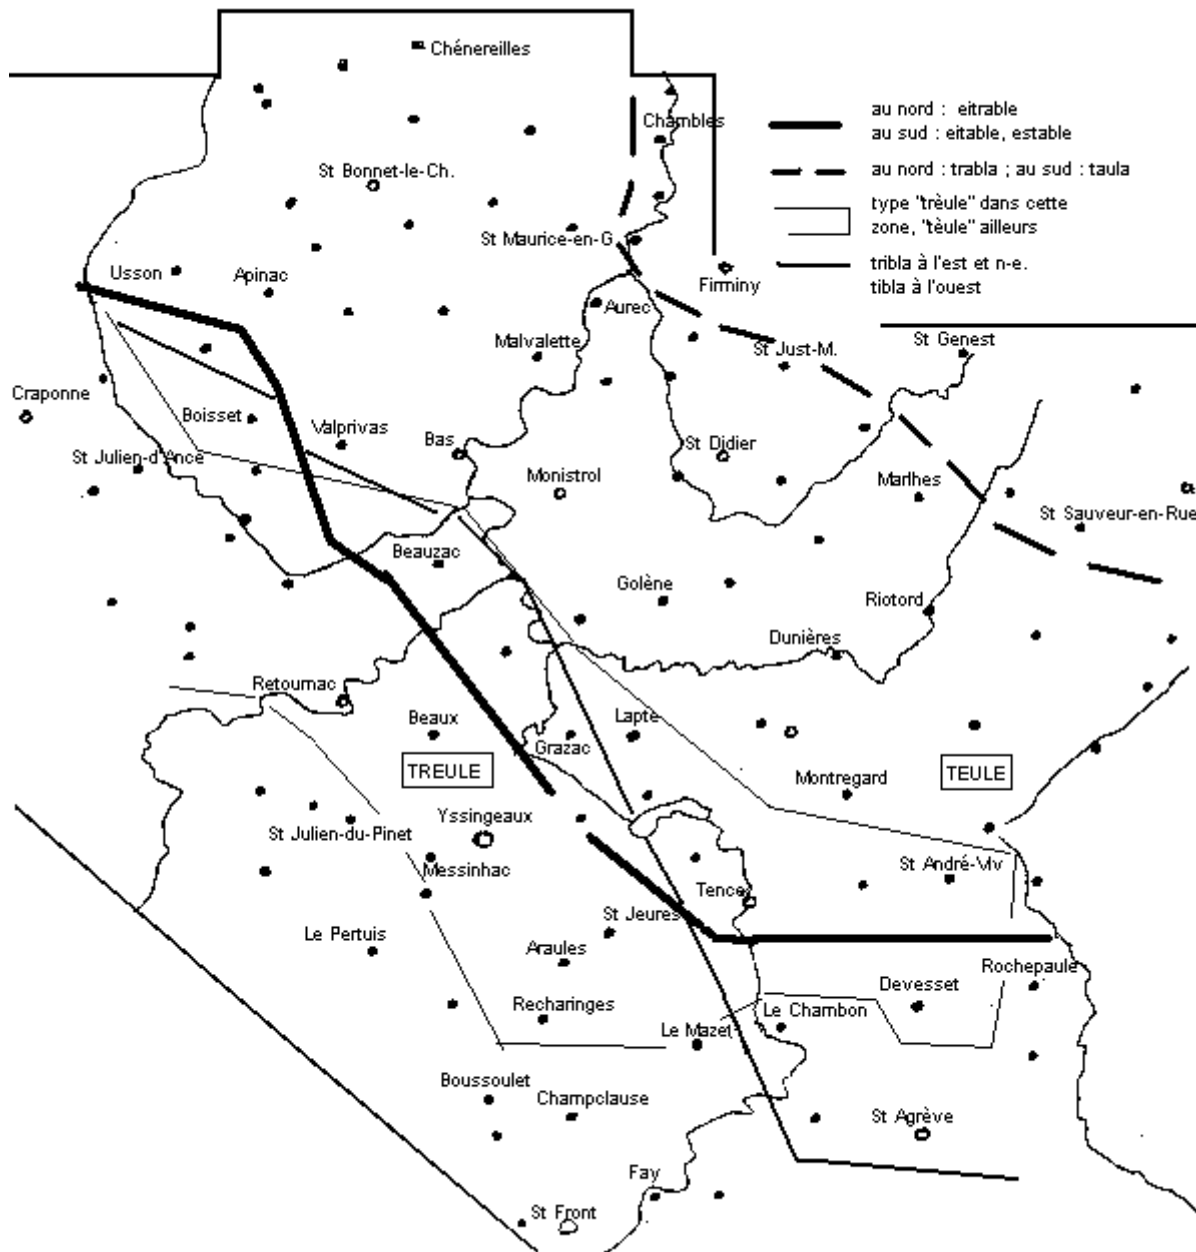 Chénereilles
Chambles
au nord : eitrable
au sud : eitable, estable
au nord : trabla ; au sud : taula
type "trèule" dans cette
zone, "tèule" ailleurs
tribla à l'est et n-e.
tibla à l'ouest
St Bonnet-le-Ch.
St Maurice-en-G
Usson
Apinac
Firminy
Aurec
Malvalette
St Just-M.
St Genest
Craponne
Boisset
Valprivas
Bas
St Didier
St Julien-d'Ance
Monistrol
Marlhes
St Sauveur-en-Rue
Beauzac
Golène
Riotord
Dunières
Retournac
Beaux
Grazac
Lapte
TREULE
Montregard
TEULE
St Julien-du-Pinet
Yssingeaux
Messinhac
St André-Viv
Tence
St Jeures
Le Pertuis
Araules
Rochepaule
Devesset
Recharinges
Le Chambon
Le Mazet
Boussoulet
Champclause
St Agrève
Fay
St Front